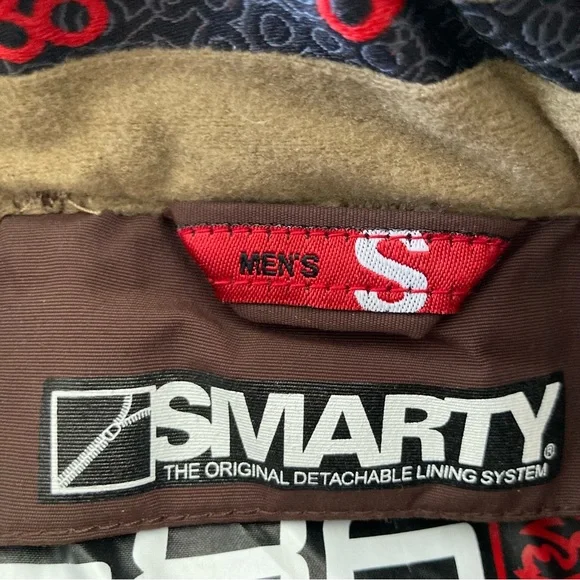 MEN'S S
SMARTY®
THE ORIGINAL DETACHABLE LINING SYSTEM